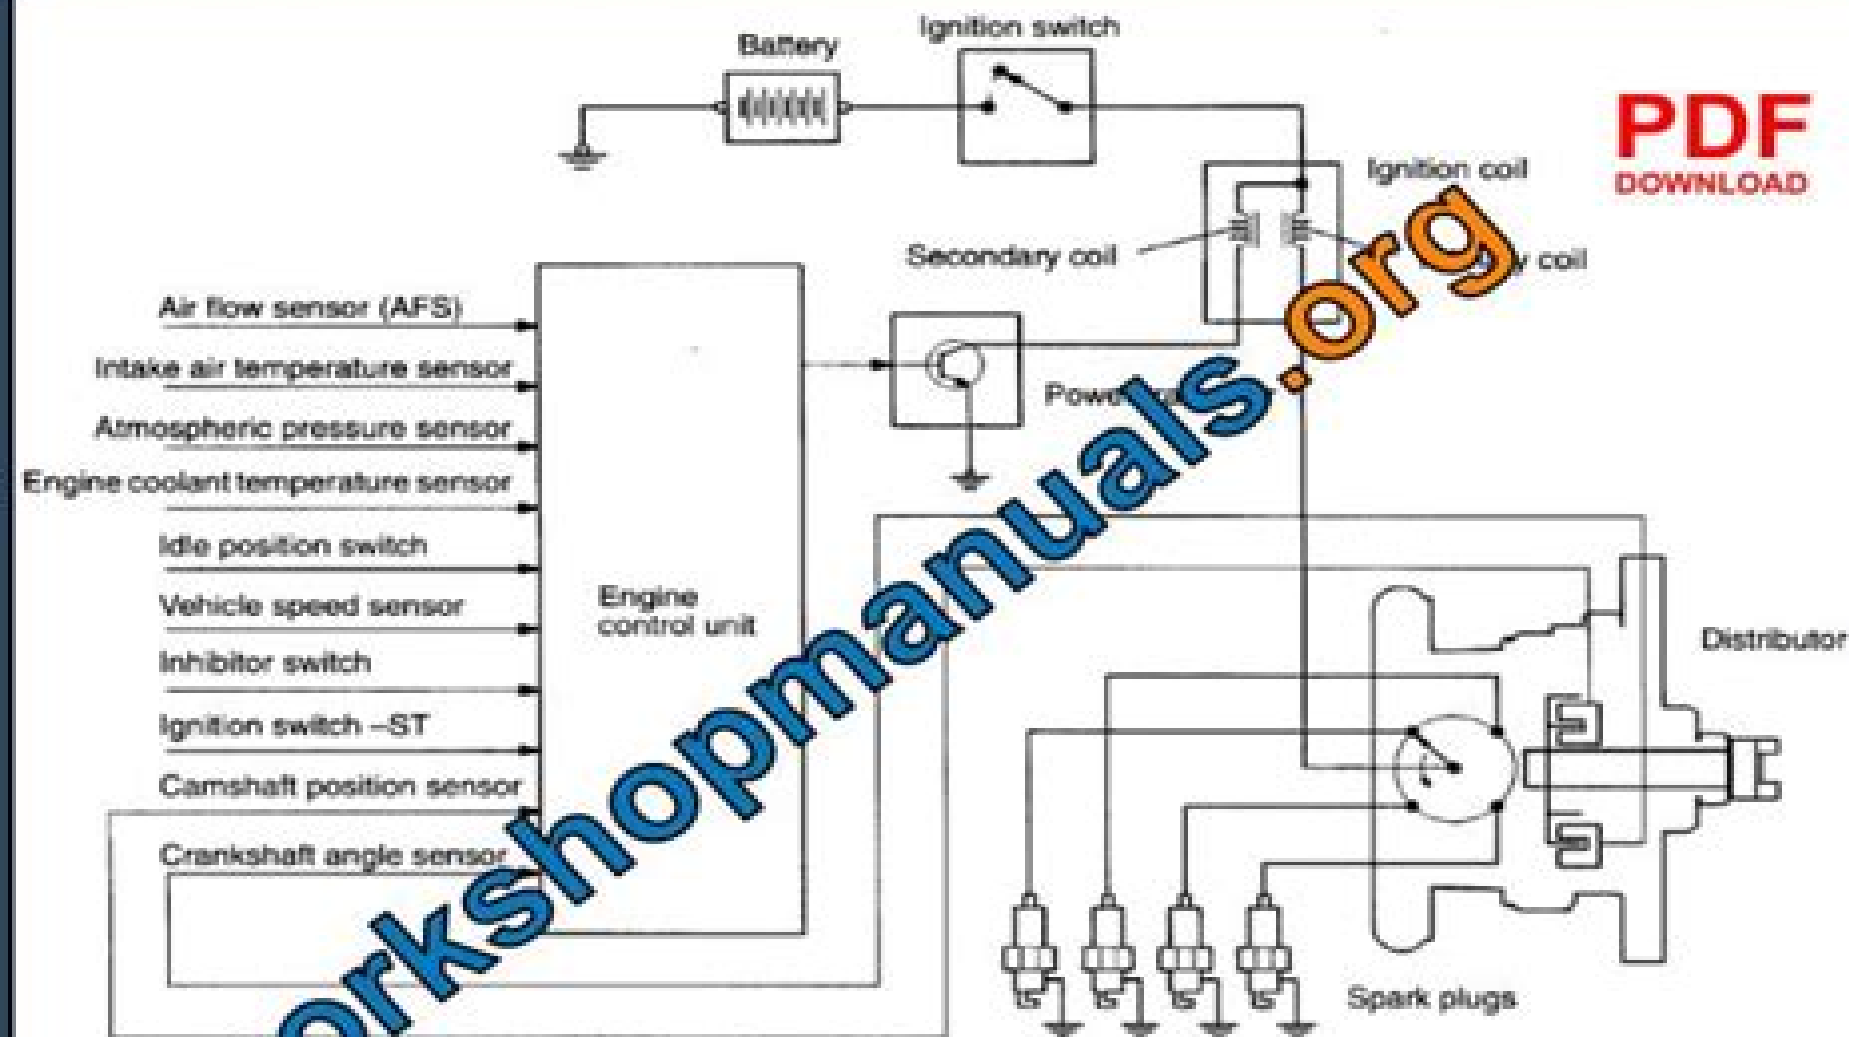 Ignition switch
Battery
PDF
DOWNLOAD
Ignition coil
Secondary coil
coil
Air flow sensor (AFS)
Intake air temperature sensor
Atmospheric pressure sensor
Engine coolant temperature sensor
Idle position switch
Vehicle speed sensor
Inhibitor switch
Ignition switch –ST
Camshaft position sensor
Crankshaft angle sensor
Engine
control unit
Distributor
Spark plugs
orkshopmanuals.org